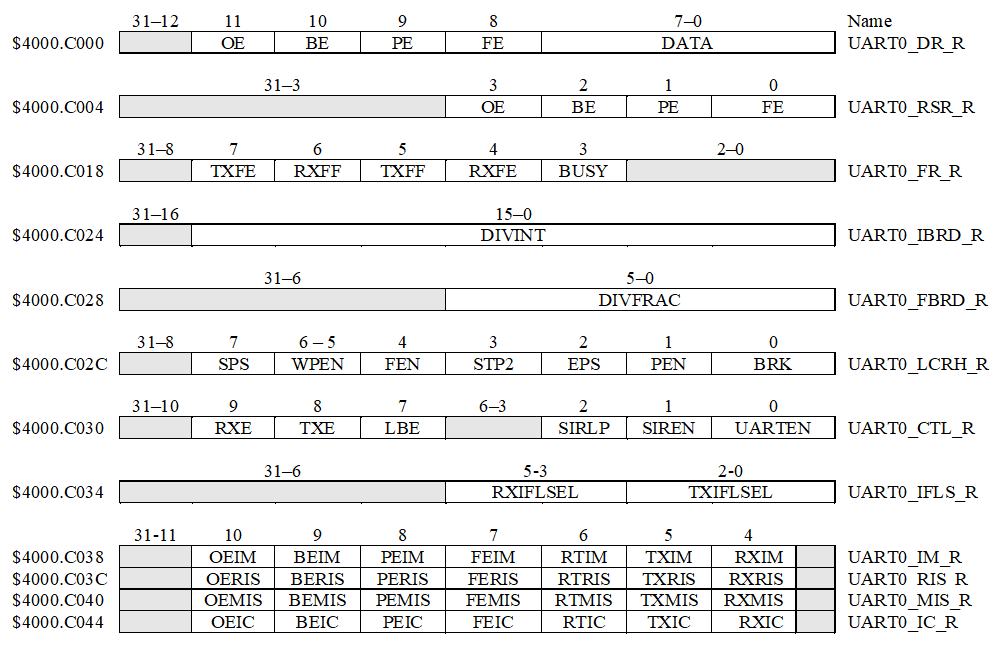 31–12 11 10 9 8 7–0 Name
$4000.C000 OE BE PE FE DATA UART0_DR_R
31–3 3 2 1 0
$4000.C004 OE BE PE FE UART0_RSR_R
31–8 7 6 5 4 3 2–0
$4000.C018 TXFE RXFF TXFF RXFE BUSY UART0_FR_R
31–16 15–0
$4000.C024 DIVINT UART0_IBRD_R
31–6 5–0
$4000.C028 DIVFRAC UART0_FBRD_R
31–8 7 6 – 5 4 3 2 1 0
$4000.C02C SPS WPEN FEN STP2 EPS PEN BRK UART0_LCRH_R
31–10 9 8 7 6–3 2 1 0
$4000.C030 RXE TXE LBE SIRLP SIREN UARTEN UART0_CTL_R
31–6 5-3 2-0
$4000.C034 RXIFLSEL TXIFLSEL UART0_IFLS_R
31-11 10 9 8 7 6 5 4
$4000.C038 OEIM BEIM PEIM FEIM RTIM TXIM RXIM UART0_IM_R
$4000.C03C OERIS BERIS PERIS FERIS RTRIS TXRIS RXRIS UART0_RIS_R
$4000.C040 OEMIS BEMIS PEMIS FEMIS RTMIS TXMIS RXMIS UART0_MIS_R
$4000.C044 OEIC BEIC PEIC FEIC RTIC TXIC RXIC UART0_IC_R